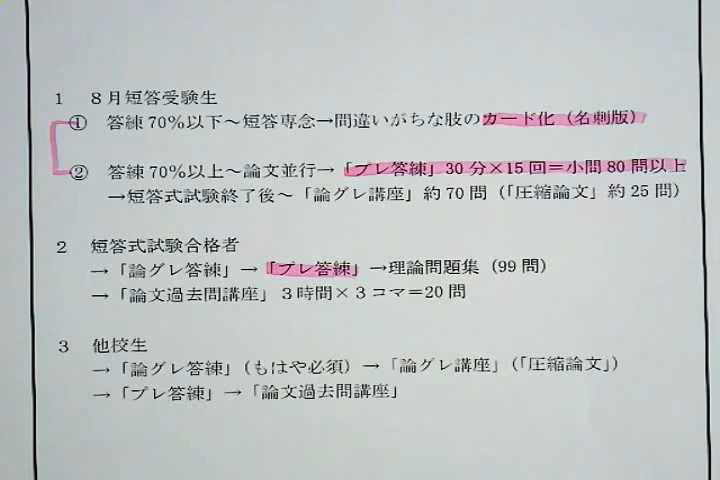 1 8月短答受験生
① 答練70%以下～短答専念→間違いがちな肢のカード化（名刺版）
② 答練70%以上～論文並行→「プレ答練」30分×15回＝小問80問以上
→短答式試験終了後～「論グレ講座」約70問（「圧縮論文」約25問）
2 短答式試験合格者
→「論グレ答練」→「プレ答練」→理論問題集（99問）
→「論文過去問講座」3時間×3コマ＝20問
3 他校生
→「論グレ答練」（もはや必須）→「論グレ講座」（「圧縮論文」）
→「プレ答練」→「論文過去問講座」